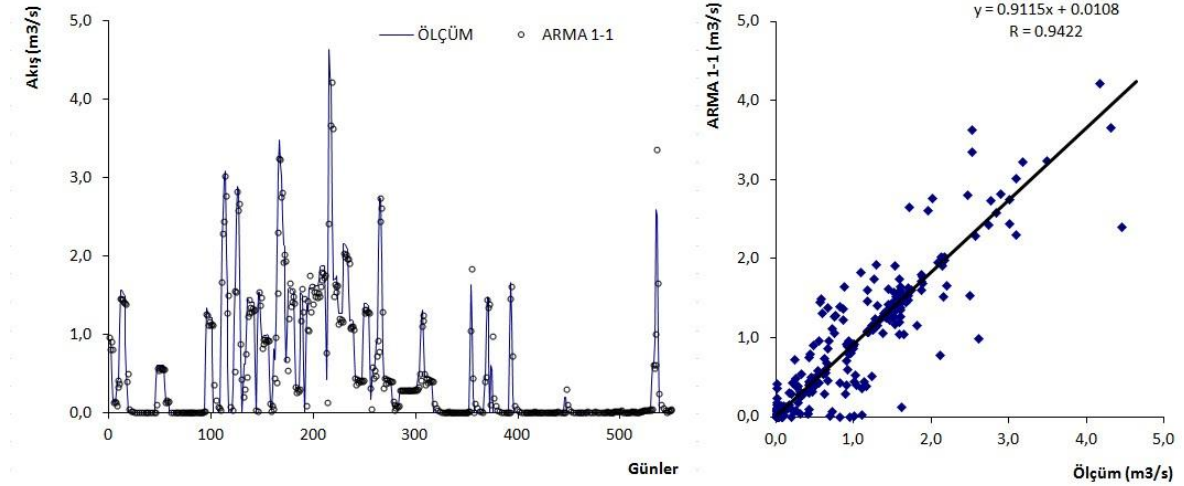 Akış (m3/s)
5,0
4,0
3,0
2,0
1,0
0,0
0 100 200 300 400 500
Günler
ÖLÇÜM ARMA 1-1
ARMA 1-1 (m3/s)
y = 0.9115x + 0.0108
R = 0.9422
5,0
4,0
3,0
2,0
1,0
0,0
0,0 1,0 2,0 3,0 4,0 5,0
Ölçüm (m3/s)